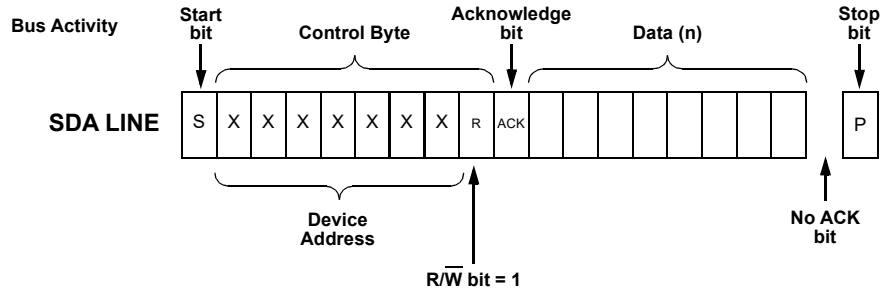 Bus Activity
Start
bit
Control Byte
Acknowledge
bit
Data (n)
Stop
bit
SDA LINE
S X X X X X X X R ACK P
Device
Address
R/W̅ bit = 1
No ACK
bit